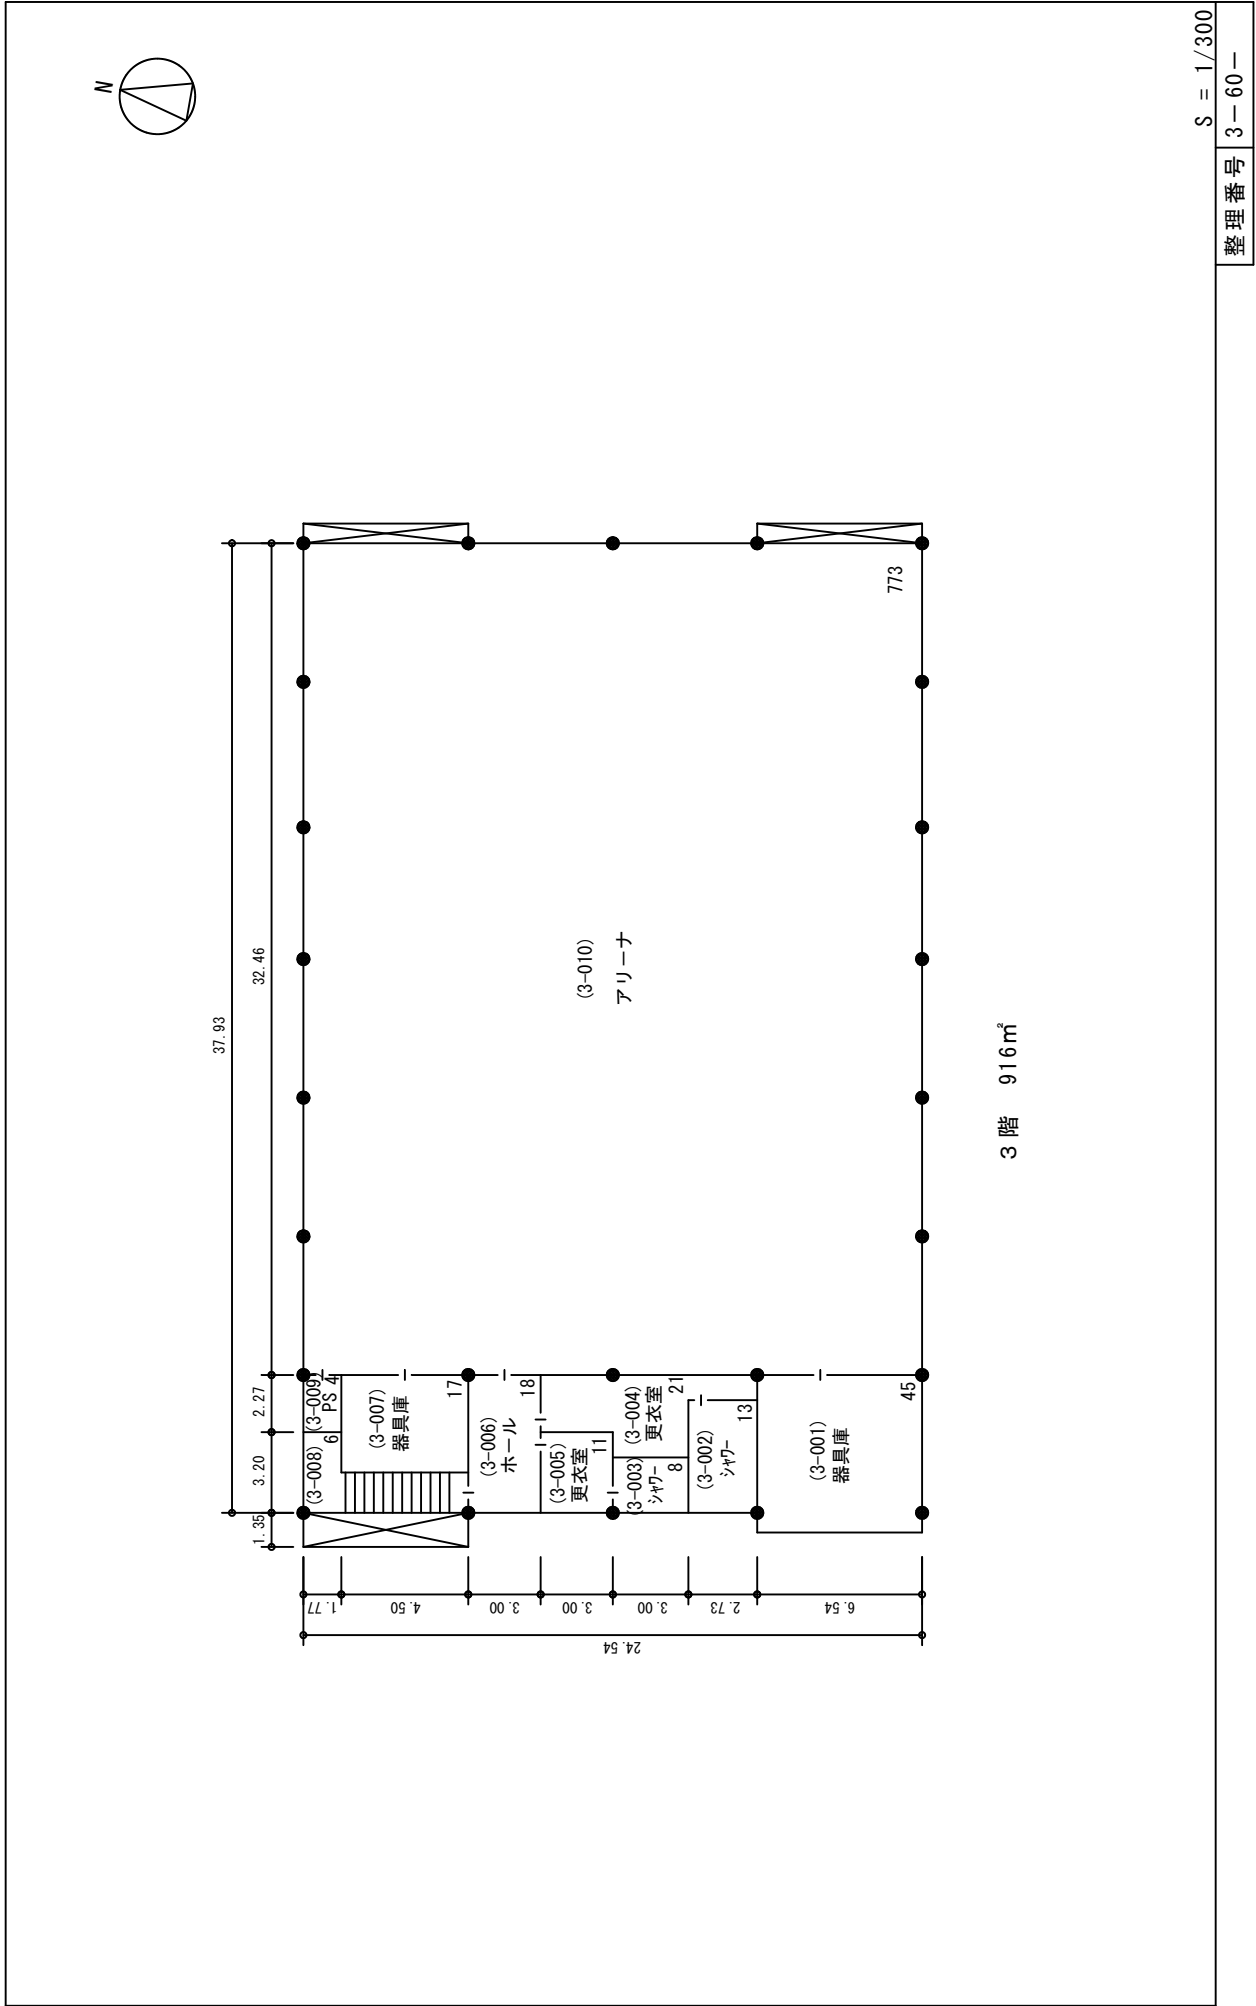 N
37.93
32.46
2.27
3.20
1.35
773
(3-010)
アリーナ
(3-009)
PS 4
(3-008)
6
(3-007)
器具庫
17
(3-006)
ホール
18
(3-005)
更衣室
11
(3-004)
更衣室
21
(3-003)
シャワー
8
(3-002)
シャワー
13
(3-001)
器具庫
45
1.77
4.50
3.00
3.00
3.00
2.73
6.54
24.54
3階 916㎡
S = 1/300
整理番号 3－60－